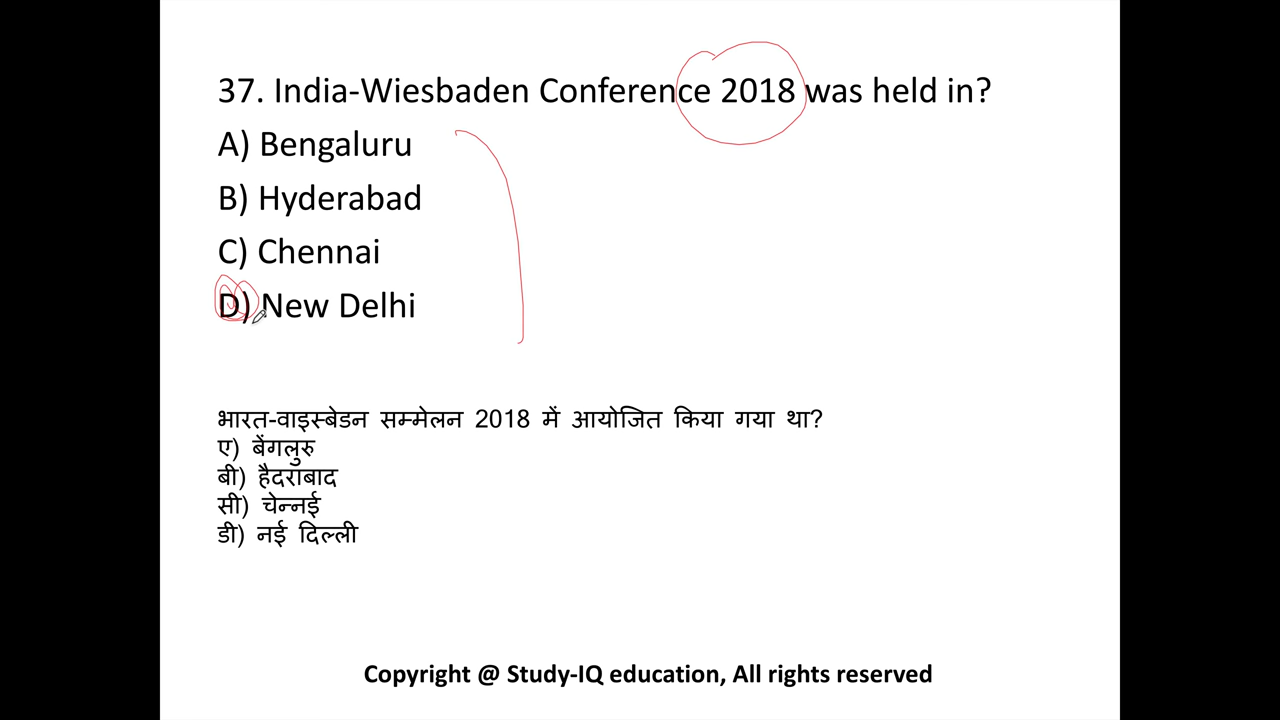 37. India-Wiesbaden Conference 2018 was held in?
A) Bengaluru
B) Hyderabad
C) Chennai
D) New Delhi
भारत-वाइस्बेडन सम्मेलन 2018 में आयोजित किया गया था?
ए) बेंगलुरु
बी) हैदराबाद
सी) चेन्नई
डी) नई दिल्ली
Copyright @ Study-IQ education, All rights reserved